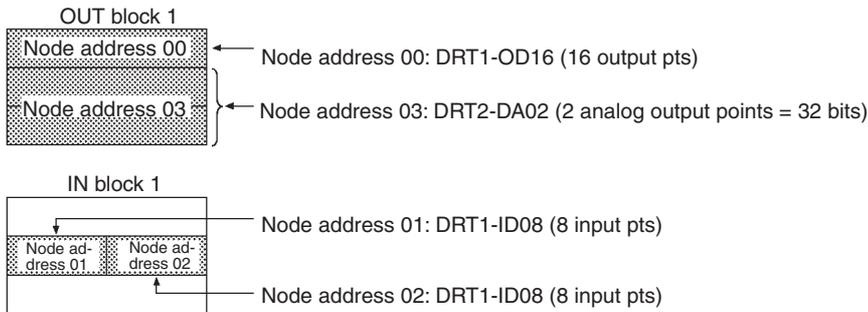 OUT block 1
Node address 00
Node address 00: DRT1-OD16 (16 output pts)
Node address 03
Node address 03: DRT2-DA02 (2 analog output points = 32 bits)
IN block 1
Node address 01: DRT1-ID08 (8 input pts)
Node ad-
dress 01
Node ad-
dress 02
Node address 02: DRT1-ID08 (8 input pts)